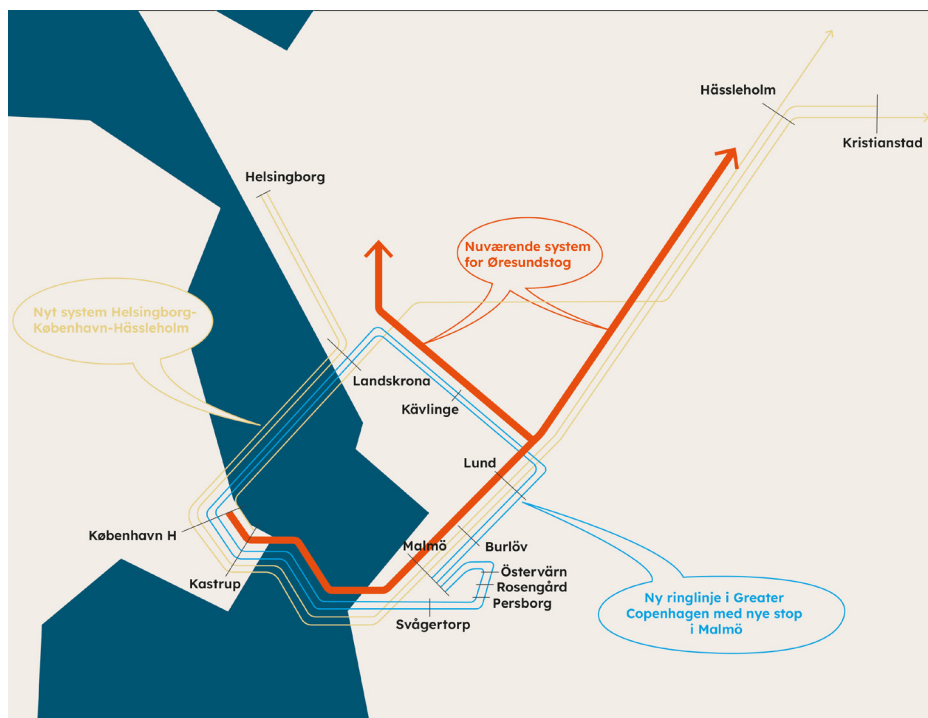 Hässleholm
Kristianstad
Helsingborg
Nuværende system
for Øresundstog
Nyt system Helsingborg-
København-Hässleholm
Landskrona
Kävlinge
Lund
København H
Malmö
Burlöv
Kastrup
Östervärn
Rosengård
Persborg
Svågertorp
Ny ringlinje i Greater
Copenhagen med nye stop
i Malmö